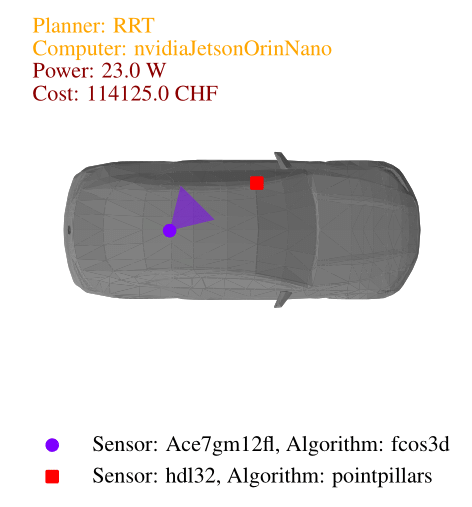 Planner: RRT
Computer: nvidiaJetsonOrinNano
Power: 23.0 W
Cost: 114125.0 CHF
Sensor: Ace7gm12fl, Algorithm: fcos3d
Sensor: hdl32, Algorithm: pointpillars